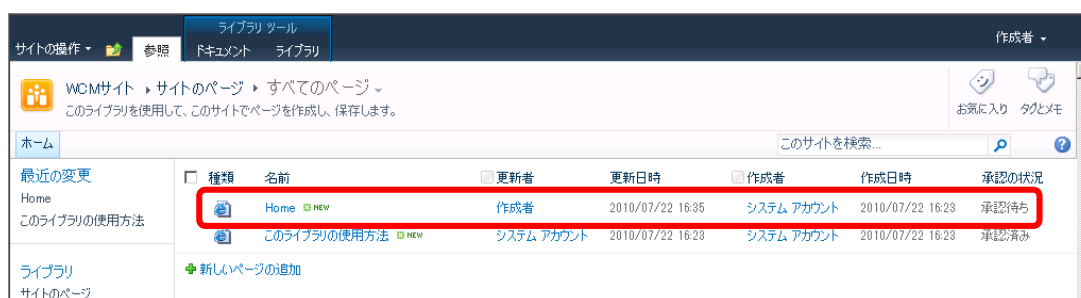 ライブラリ ツール
サイトの操作 参照 ドキュメント ライブラリ 作成者
WCMサイト サイトのページ すべてのページ
このライブラリを使用して、このサイトでページを作成し、保存します。
お気に入り タグとメモ
ホーム このサイトを検索...
最近の変更 種類 名前 更新者 更新日時 作成者 作成日時 承認の状況
Home Home NEW 作成者 2010/07/22 16:35 システム アカウント 2010/07/22 16:23 承認待ち
このライブラリの使用方法 このライブラリの使用方法 NEW システム アカウント 2010/07/22 16:23 システム アカウント 2010/07/22 16:23 承認済み
ライブラリ 新しいページの追加
サイトのページ